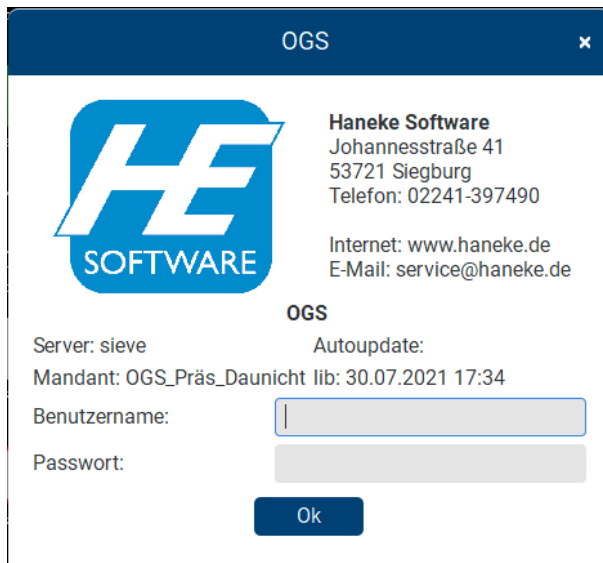 OGS ×
HE
SOFTWARE
Haneke Software
Johannesstraße 41
53721 Siegburg
Telefon: 02241-397490
Internet: www.haneke.de
E-Mail: service@haneke.de
OGS
Server: sieve Autoupdate:
Mandant: OGS_Präs_Daunicht lib: 30.07.2021 17:34
Benutzername:
Passwort:
Ok